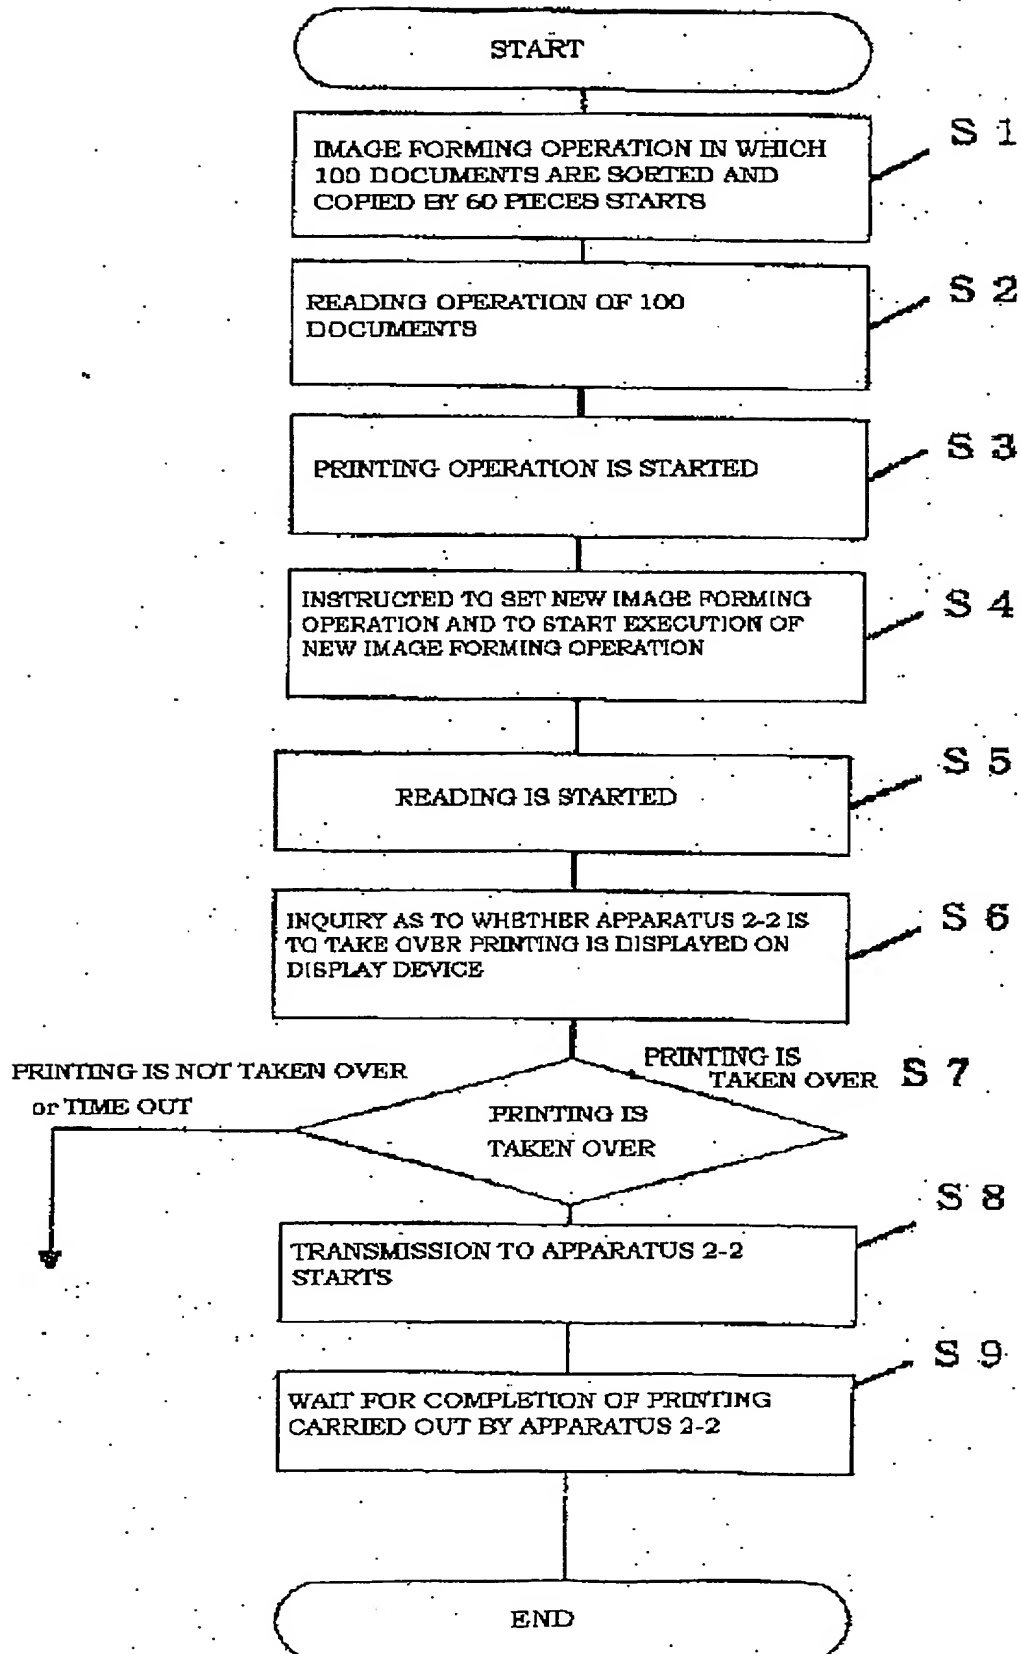 START
IMAGE FORMING OPERATION IN WHICH
100 DOCUMENTS ARE SORTED AND
COPIED BY 60 PIECES STARTS
S 1
READING OPERATION OF 100
DOCUMENTS
S 2
PRINTING OPERATION IS STARTED
S 3
INSTRUCTED TO SET NEW IMAGE FORMING
OPERATION AND TO START EXECUTION OF
NEW IMAGE FORMING OPERATION
S 4
READING IS STARTED
S 5
INQUIRY AS TO WHETHER APPARATUS 2-2 IS
TO TAKE OVER PRINTING IS DISPLAYED ON
DISPLAY DEVICE
S 6
PRINTING IS NOT TAKEN OVER
or TIME OUT
PRINTING IS
TAKEN OVER
S 7
PRINTING IS
TAKEN OVER
TRANSMISSION TO APPARATUS 2-2
STARTS
S 8
WAIT FOR COMPLETION OF PRINTING
CARRIED OUT BY APPARATUS 2-2
S 9
END